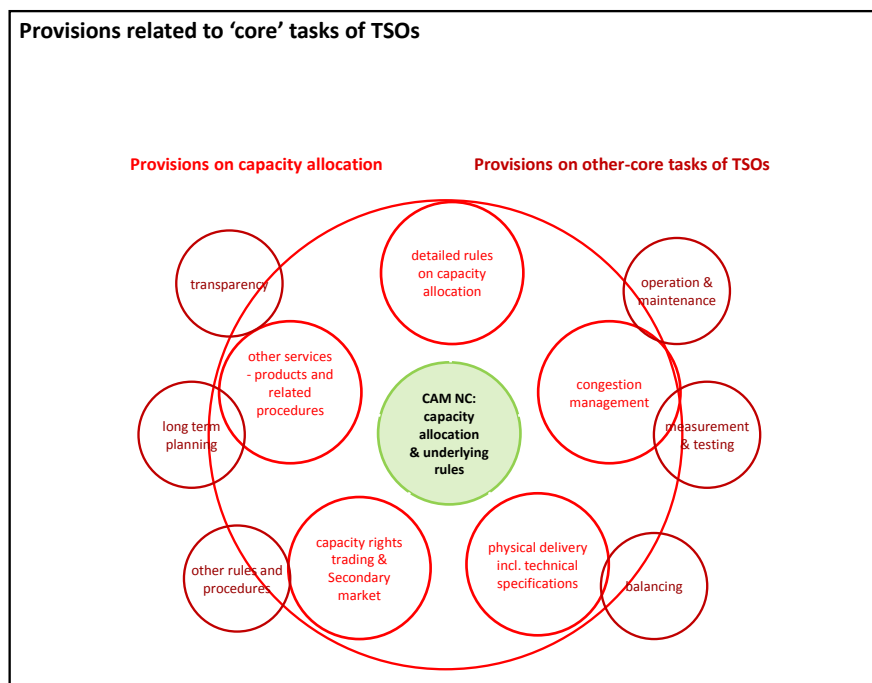 Provisions related to ‘core’ tasks of TSOs
Provisions on capacity allocation
Provisions on other-core tasks of TSOs
detailed rules
on capacity
allocation
transparency
operation &
maintenance
other services
- products and
related
procedures
congestion
management
CAM NC:
capacity
allocation
& underlying
rules
long term
planning
measurement
& testing
capacity rights
trading &
Secondary
market
physical delivery
incl. technical
specifications
other rules and
procedures
balancing